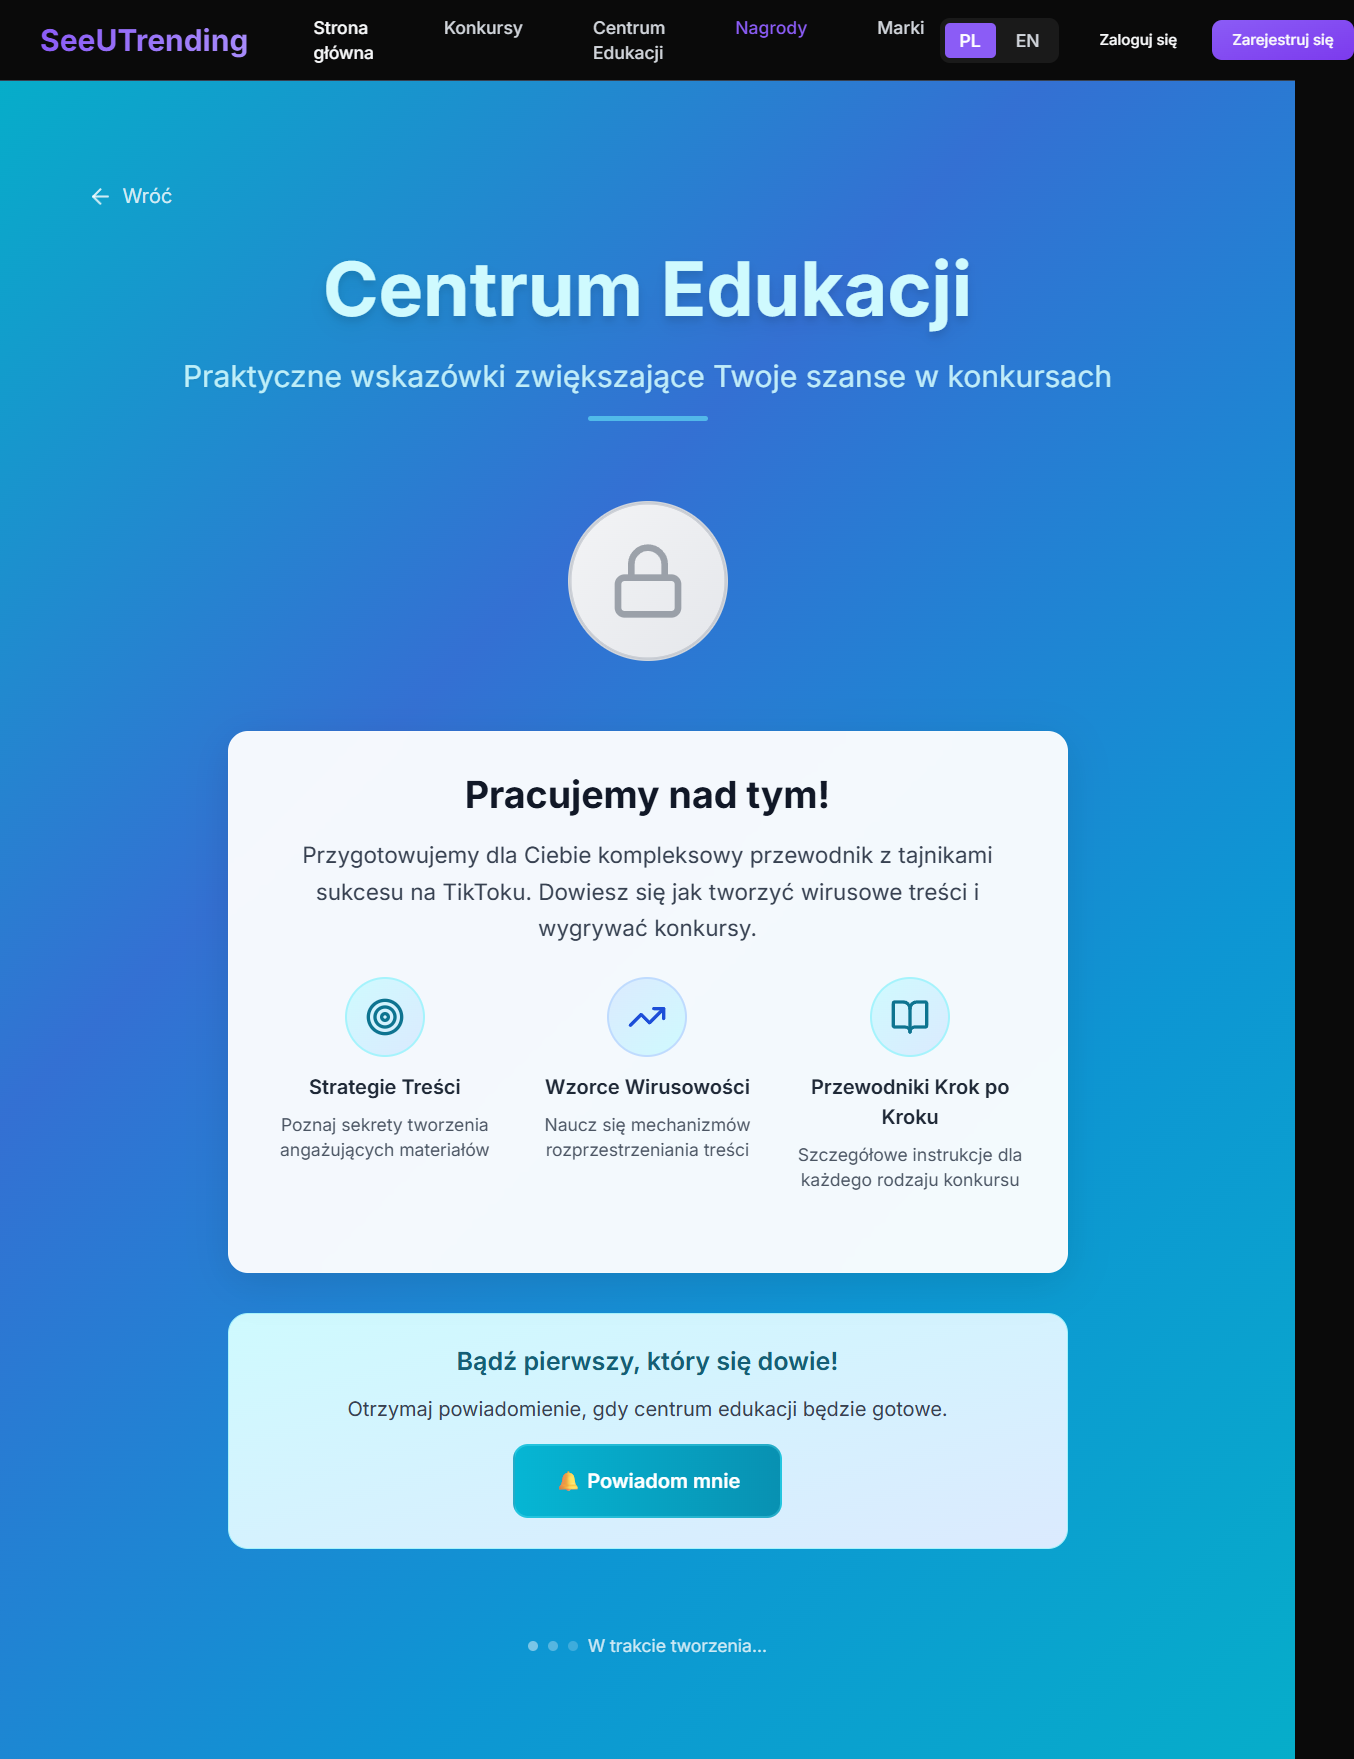 SeeUTrending
Strona
główna
Konkursy
Centrum
Edukacji
Nagrody
Marki
PL
EN
Zaloguj się
Zarejestruj się
Wróć
Centrum Edukacji
Praktyczne wskazówki zwiększające Twoje szanse w konkursach
Pracujemy nad tym!
Przygotowujemy dla Ciebie kompleksowy przewodnik z tajnikami
sukcesu na TikToku. Dowiesz się jak tworzyć wirusowe treści i
wygrywać konkursy.
Strategie Treści
Poznaj sekrety tworzenia
angażujących materiałów
Wzorce Wirusowości
Naucz się mechanizmów
rozprzestrzeniania treści
Przewodniki Krok po
Kroku
Szczegółowe instrukcje dla
każdego rodzaju konkursu
Bądź pierwszy, który się dowie!
Otrzymaj powiadomienie, gdy centrum edukacji będzie gotowe.
🔔 Powiadom mnie
W trakcie tworzenia...